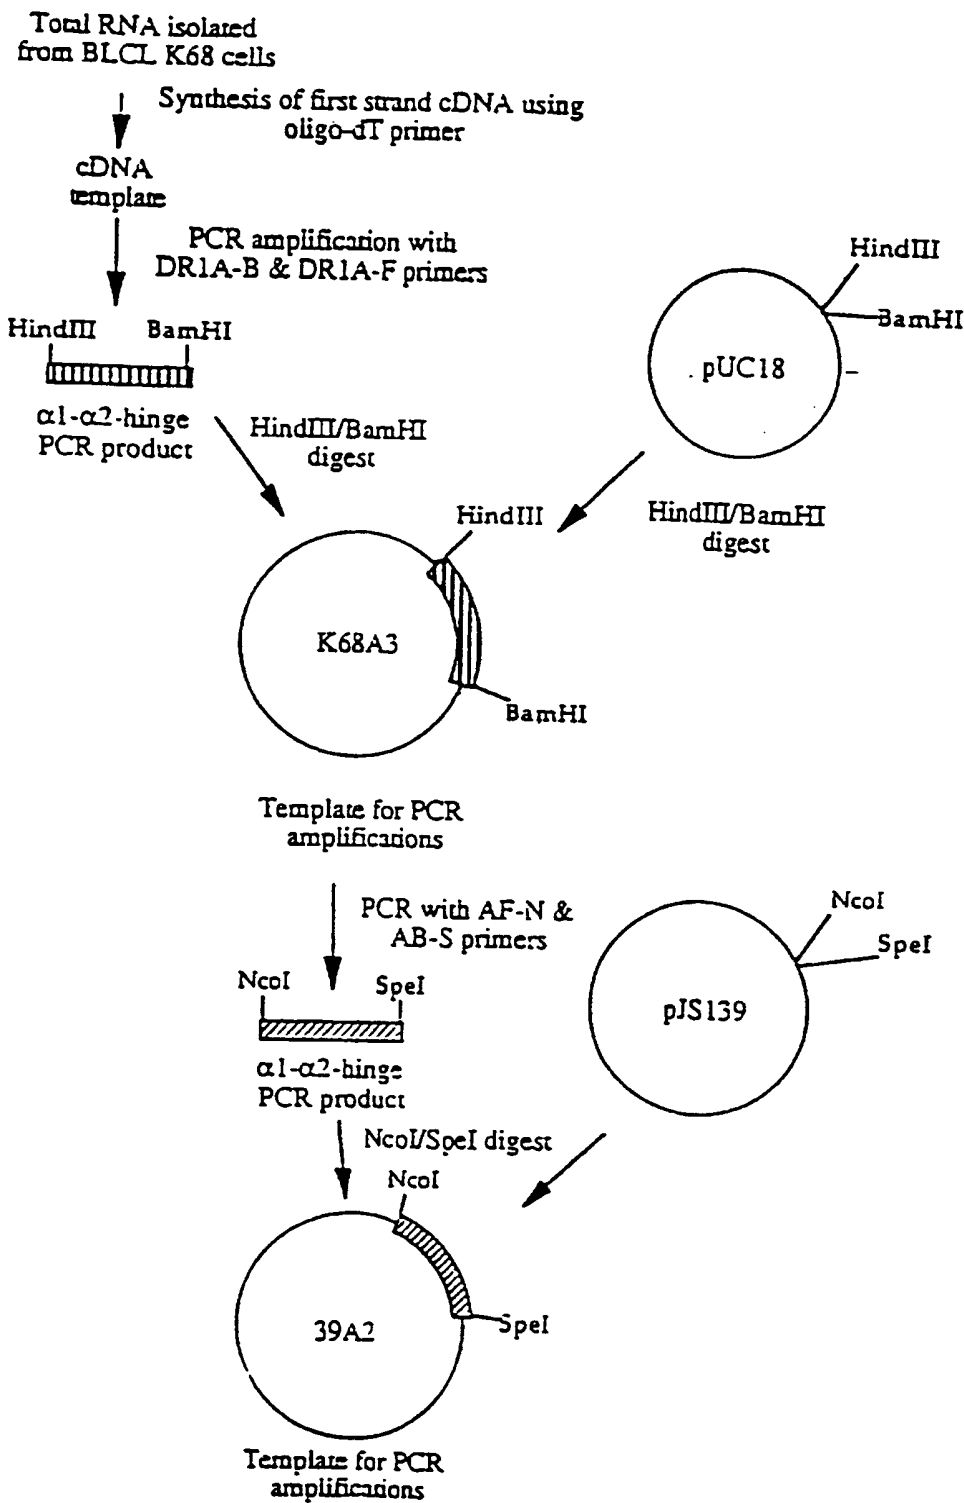 Total RNA isolated
from BLCL K68 cells
Synthesis of first strand cDNA using
oligo-dT primer
cDNA
template
PCR amplification with
DR1A-B & DR1A-F primers
HindIII
BamHI
α1-α2-hinge
PCR product
HindIII/BamHI
digest
HindIII
BamHI
pUC18
HindIII/BamHI
digest
HindIII
K68A3
BamHI
Template for PCR
amplifications
PCR with AF-N &
AB-S primers
NcoI
SpeI
α1-α2-hinge
PCR product
NcoI
SpeI
pJS139
NcoI/SpeI digest
NcoI
39A2
SpeI
Template for PCR
amplifications